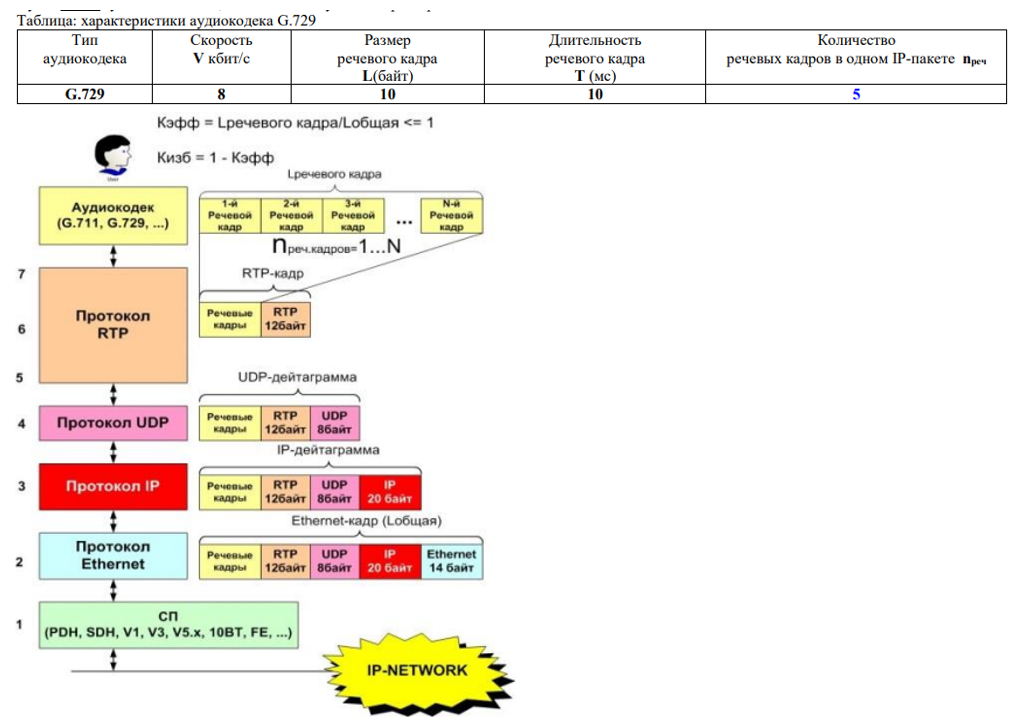 Таблица: характеристики аудиокодека G.729
Тип аудиокодека
Скорость V кбит/с
Размер речевого кадра L(байт)
Длительность речевого кадра T (мс)
Количество речевых кадров в одном IP-пакете nреч
G.729
8
10
10
5
Кэфф = Lречевого кадра/Lобщая <= 1
Кизб = 1 - Кэфф
User
Lречевого кадра
Аудиокодек
(G.711, G.729, ...)
1-й Речевой кадр
2-й Речевой кадр
3-й Речевой кадр
...
N-й Речевой кадр
nреч.кадров=1...N
7
RTP-кадр
Протокол RTP
Речевые кадры
RTP 12байт
6
5
UDP-дейтаграмма
4
Протокол UDP
Речевые кадры
RTP 12байт
UDP 8байт
IP-дейтаграмма
3
Протокол IP
Речевые кадры
RTP 12байт
UDP 8байт
IP 20 байт
Ethernet-кадр (Lобщая)
2
Протокол Ethernet
Речевые кадры
RTP 12байт
UDP 8байт
IP 20 байт
Ethernet 14 байт
1
СП
(PDH, SDH, V1, V3, V5.x, 10BT, FE, ...)
IP-NETWORK